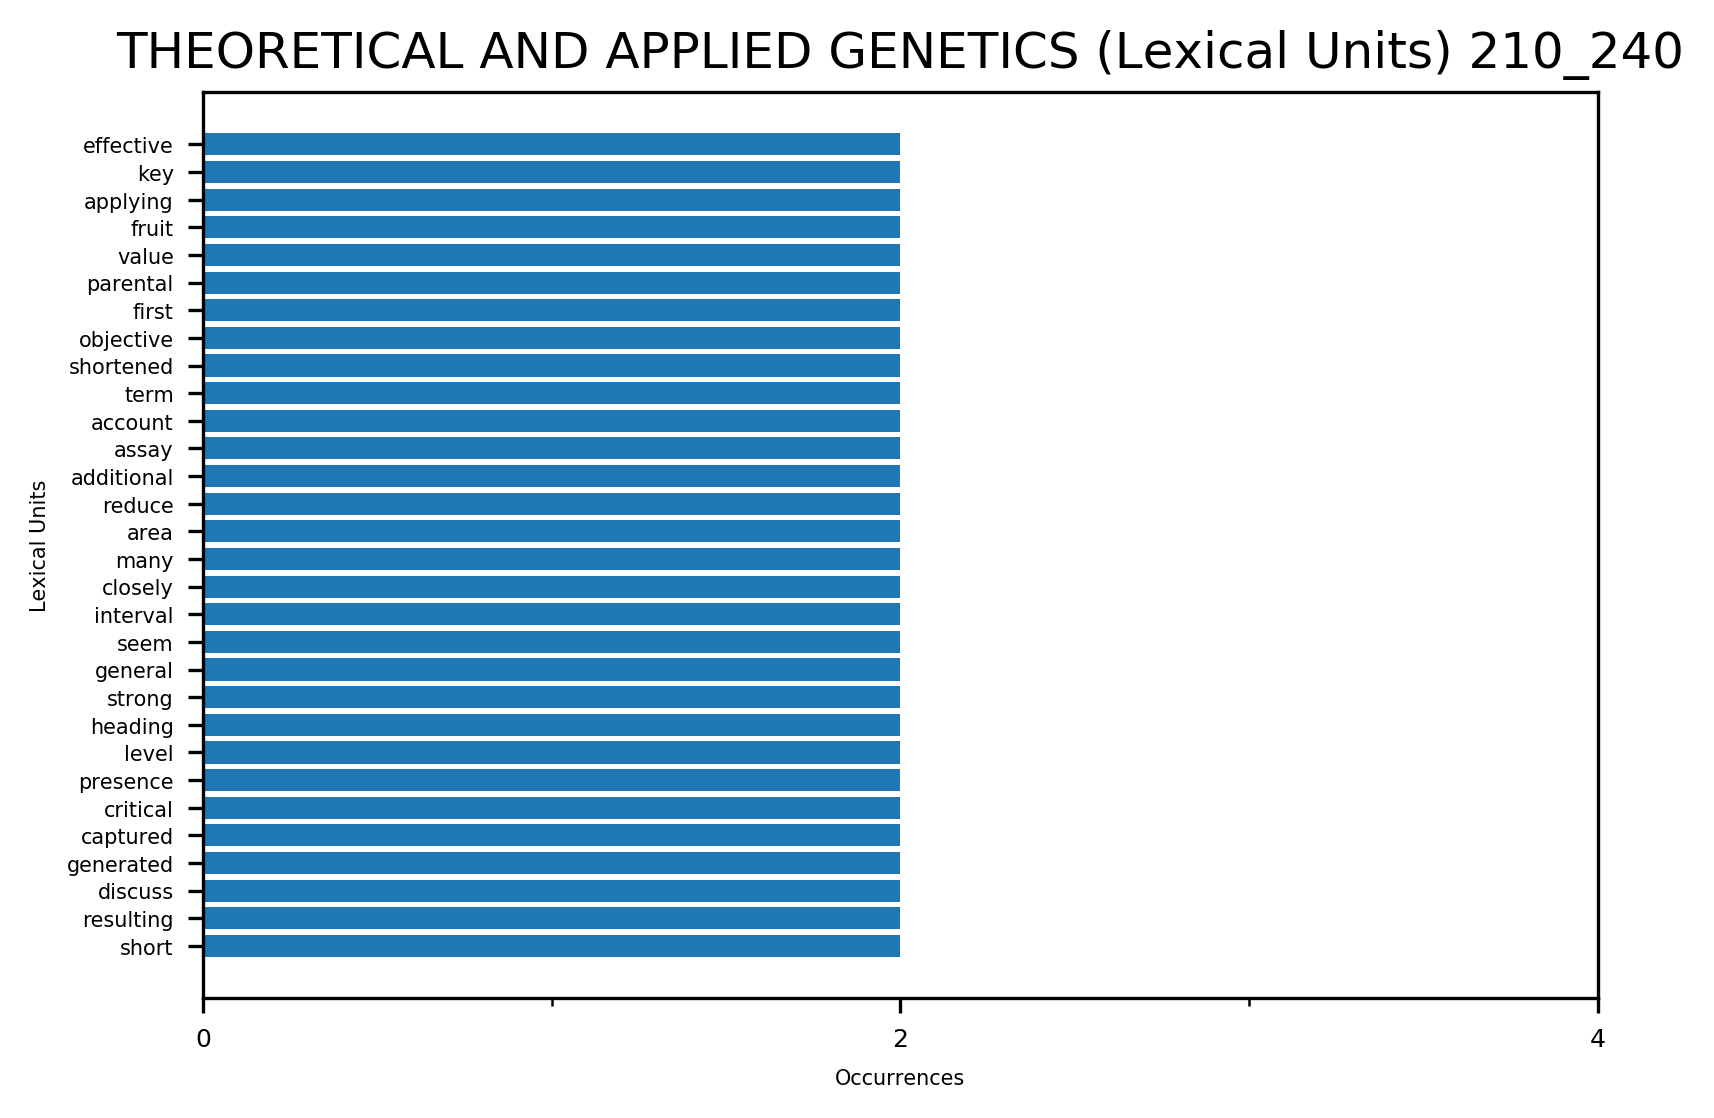 THEORETICAL AND APPLIED GENETICS (Lexical Units) 210_240
effective
key
applying
fruit
value
parental
first
objective
shortened
term
account
assay
additional
reduce
area
many
closely
interval
seem
general
strong
heading
level
presence
critical
captured
generated
discuss
resulting
short
Lexical Units
0 2 4
Occurrences